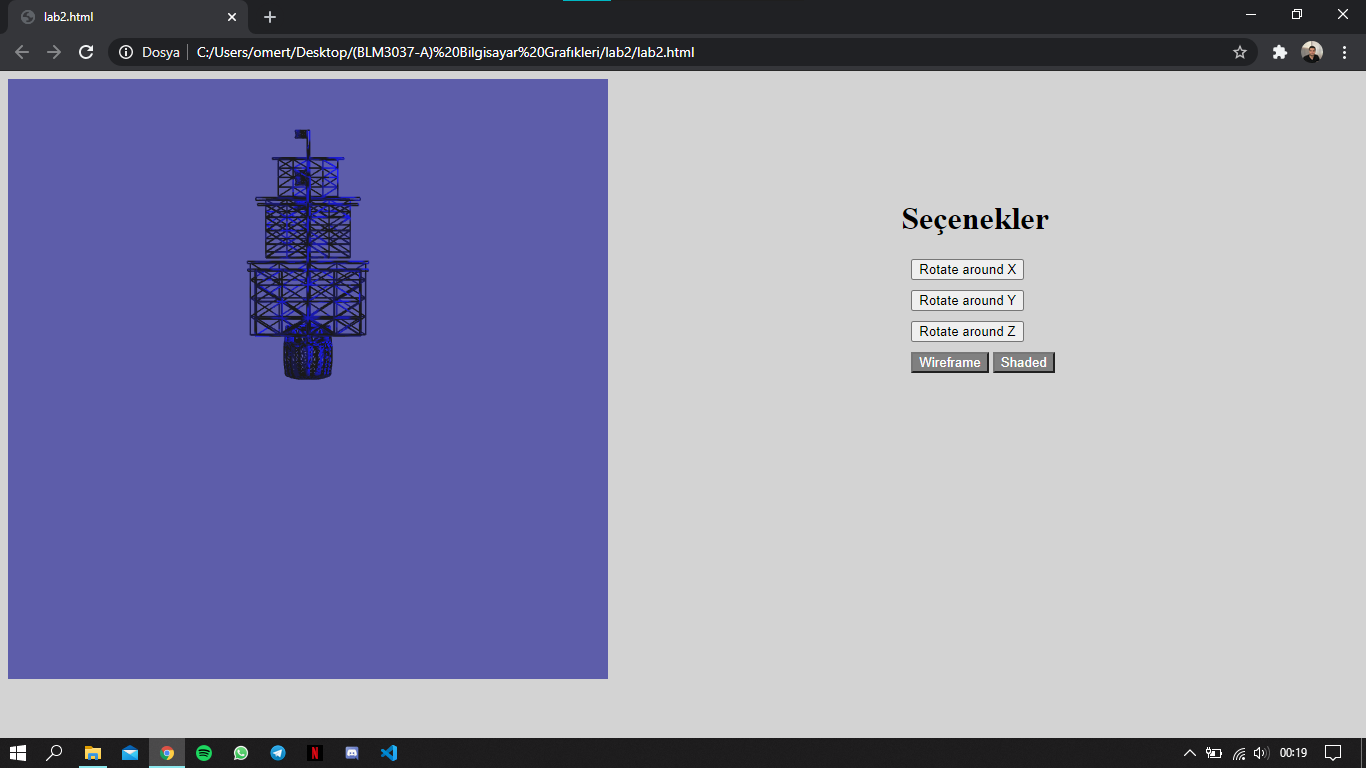 lab2.html
Dosya C:/Users/omert/Desktop/(BLM3037-A)%20Bilgisayar%20Grafikleri/lab2/lab2.html
Seçenekler
Rotate around X
Rotate around Y
Rotate around Z
Wireframe Shaded
00:19